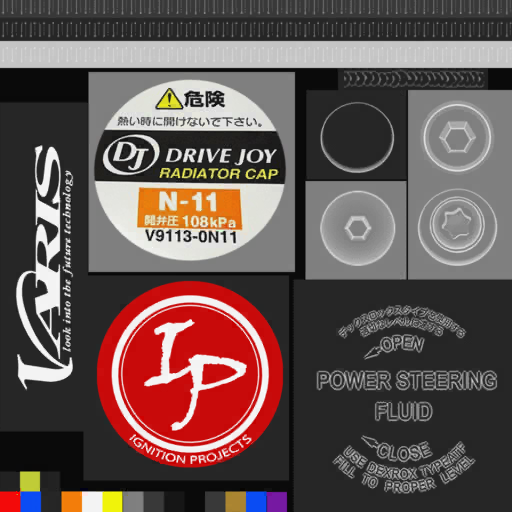 危険
熱い時に開けないで下さい。
DJ DRIVE JOY
RADIATOR CAP
N-11
開弁圧 108kPa
V9113-0N11
VARIS
look into the future technology
IP
IGNITION PROJECTS
OPEN
POWER STEERING
FLUID
CLOSE
USE DEXROX TYPEATF
FILL TO PROPER LEVEL